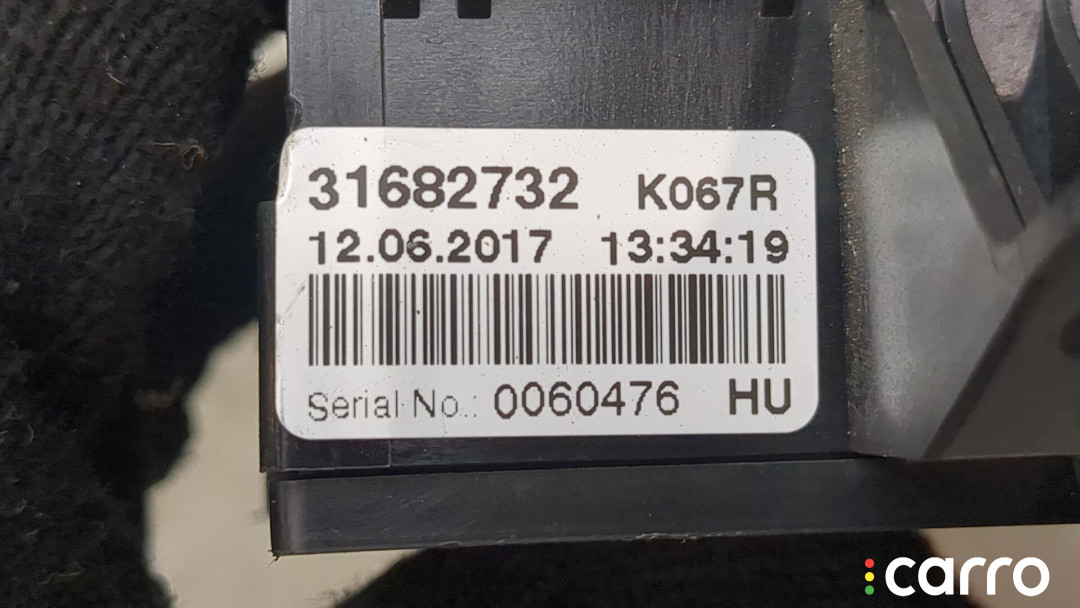 31682732 K067R
12.06.2017 13:34:19
Serial No.: 0060476 HU
carro